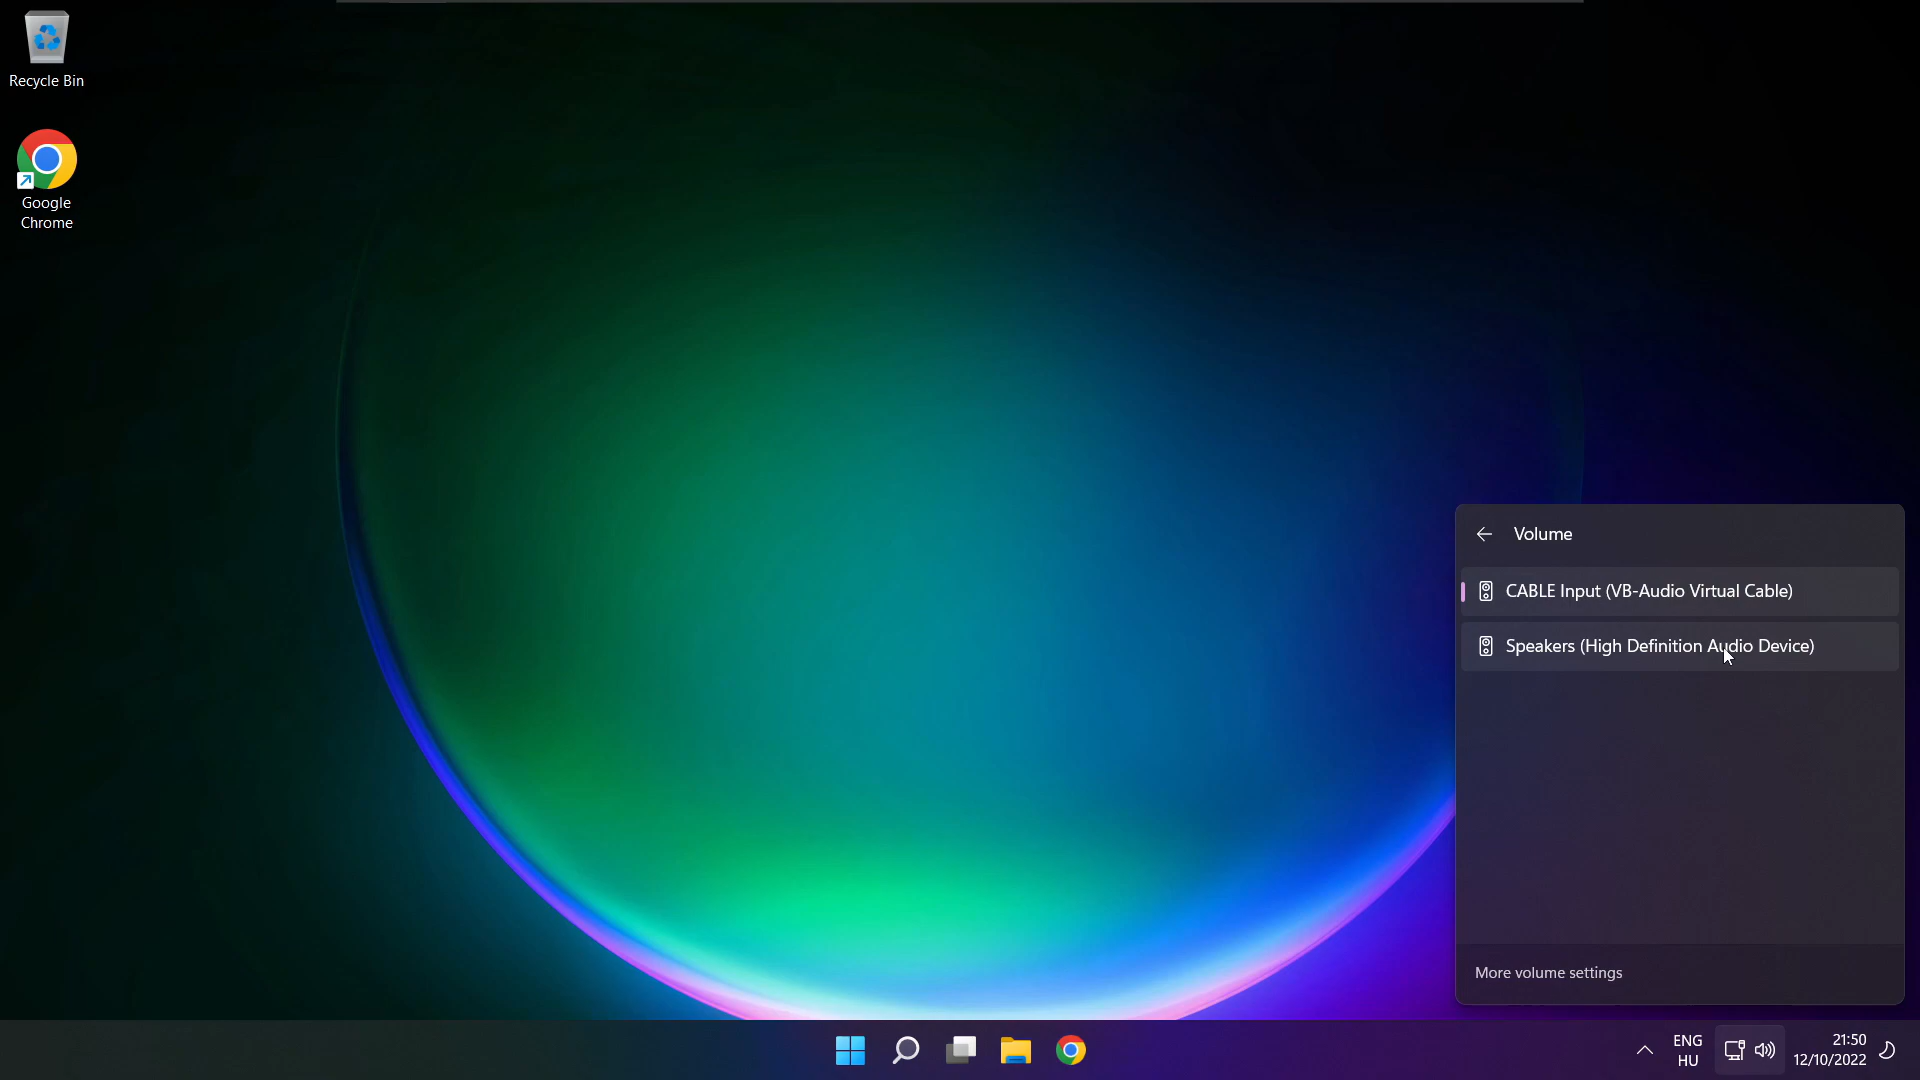 Recycle Bin
Google
Chrome
Volume
CABLE Input (VB-Audio Virtual Cable)
Speakers (High Definition Audio Device)
More volume settings
ENG
HU
21:50
12/10/2022